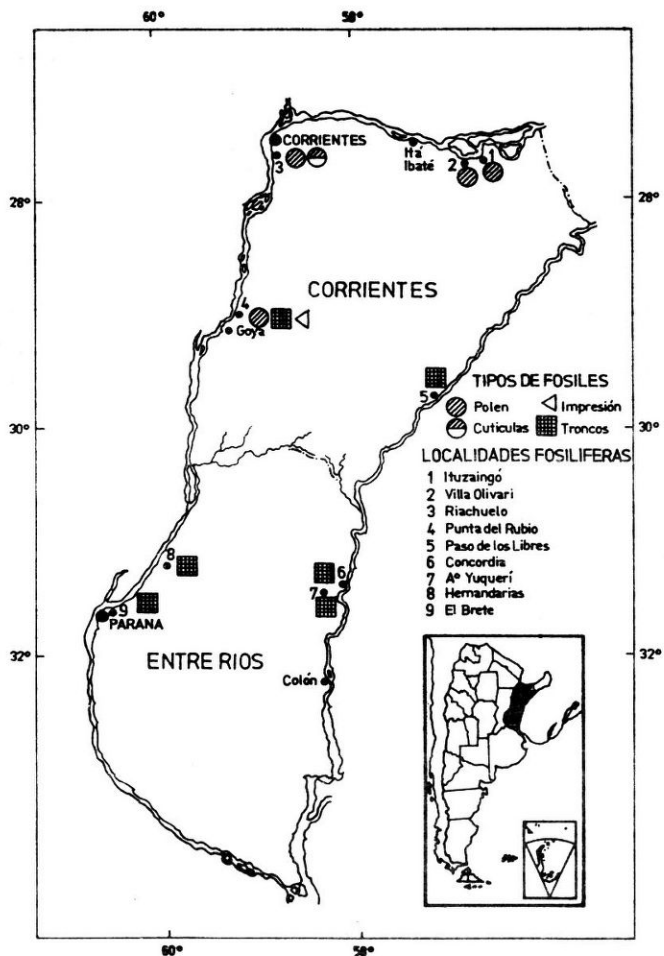 60° 58°
CORRIENTES
3
Itá
Ibaté
2 1
28° 28°
CORRIENTES
4
Goya
TIPOS DE FOSILES
Polen Impresión
Cutículas Troncos
5
30° 30°
LOCALIDADES FOSILIFERAS
1 Ituzaingó
2 Villa Olivari
3 Riachuelo
4 Punta del Rubio
5 Paso de los Libres
6 Concordia
7 Aº Yuquerí
8 Hernandarias
9 El Brete
8
6
7
9
PARANA
ENTRE RIOS
32° 32°
Colón
60° 58°